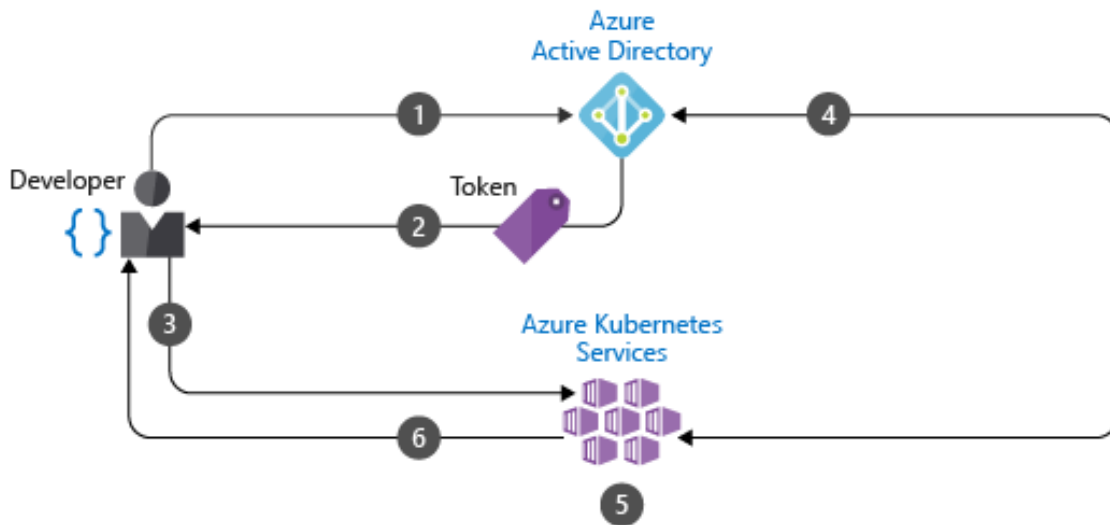 Azure
Active Directory
1
4
Developer
Token
{ }
2
3
Azure Kubernetes
Services
6
5